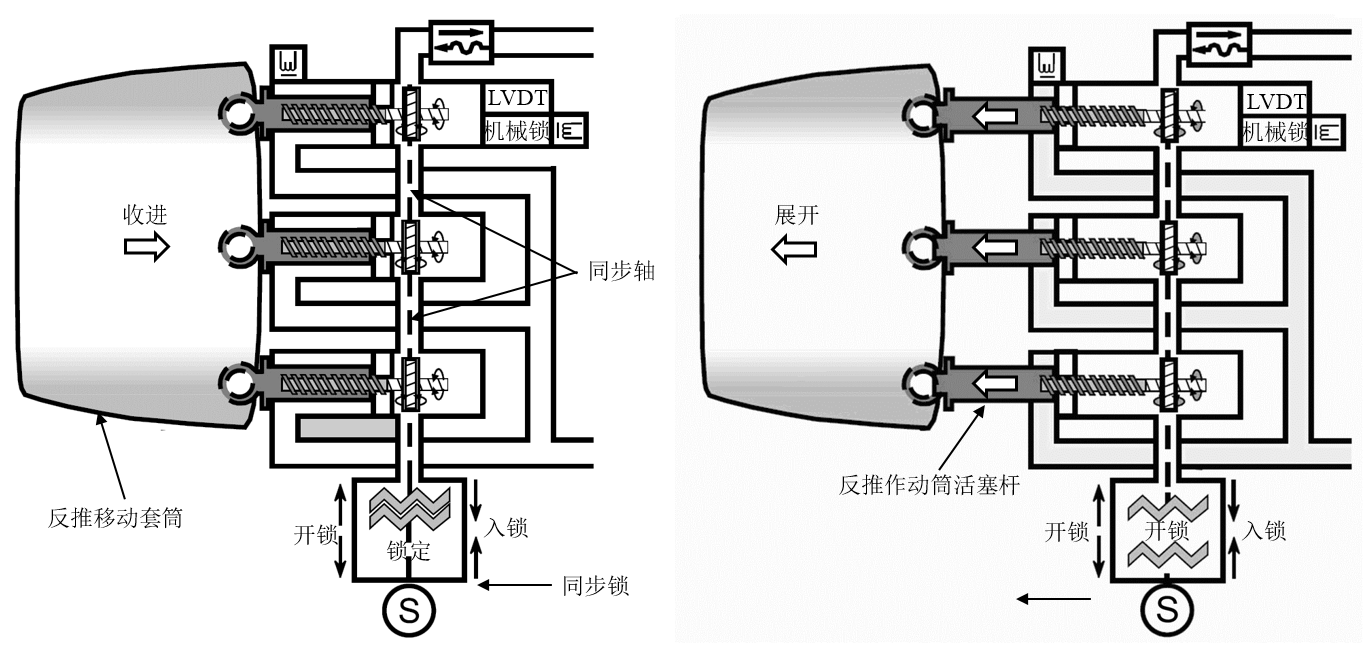 LVDT
机械锁
收进
同步轴
反推移动套筒
开锁
锁定
入锁
同步锁
S
LVDT
机械锁
展开
反推作动筒活塞杆
开锁
开锁
入锁
S